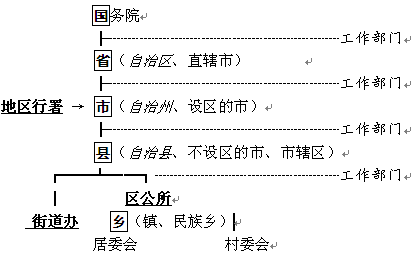 国务院
工作部门
省（自治区、直辖市）
工作部门
地区行署 → 市（自治州、设区的市）
工作部门
县（自治县、不设区的市、市辖区）
工作部门
区公所
街道办 乡（镇、民族乡）
居委会 村委会